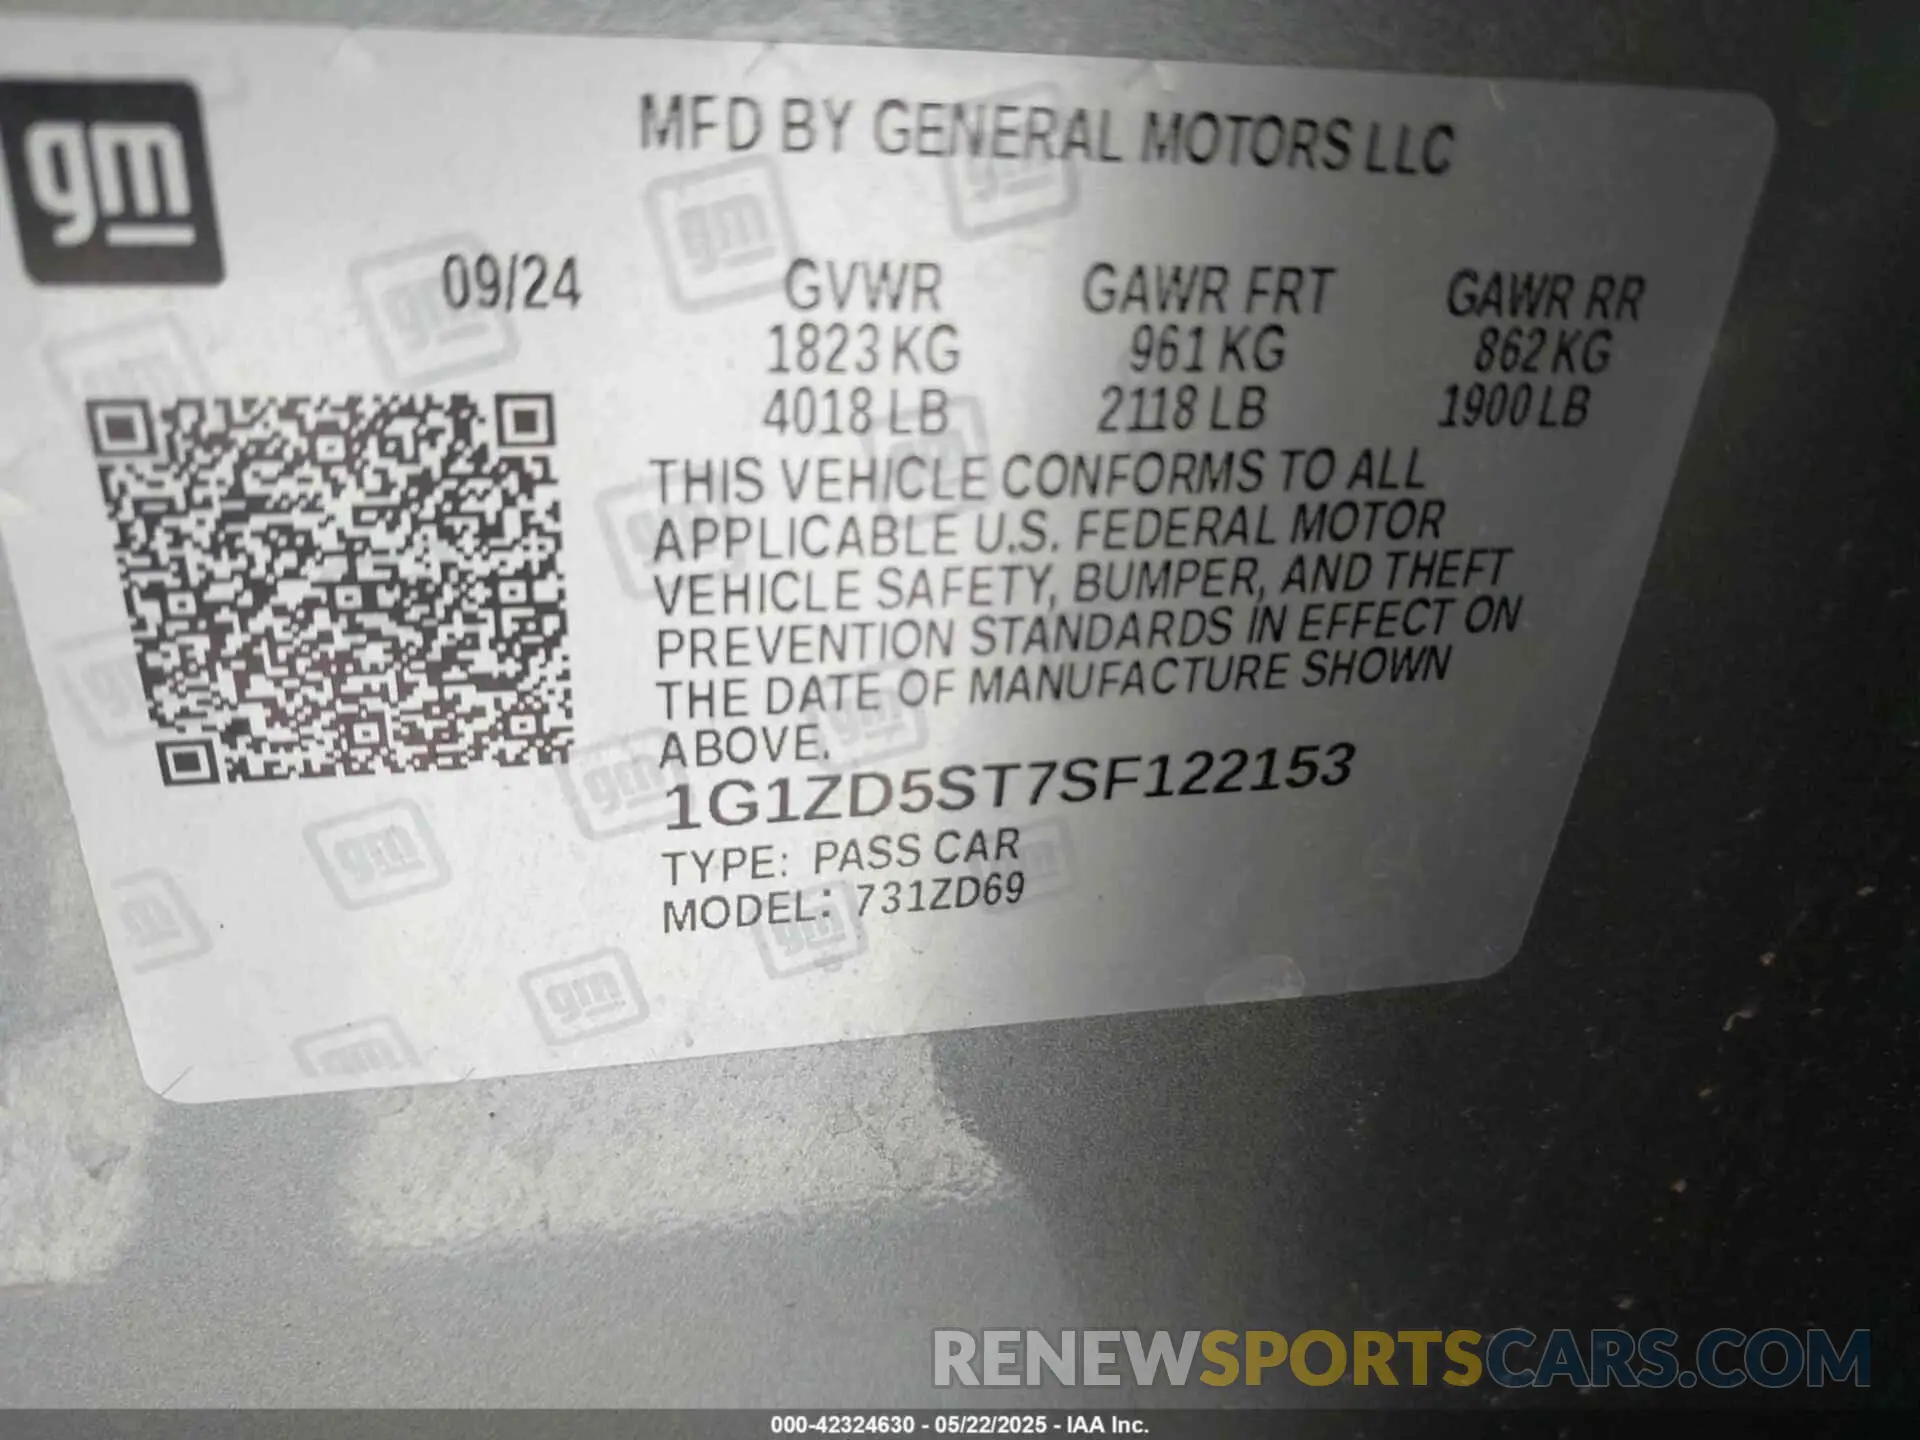 gm
MFD BY GENERAL MOTORS LLC
09/24
GVWR GAWR FRT GAWR RR
1823 KG 961 KG 862 KG
4018 LB 2118 LB 1900 LB
THIS VEHICLE CONFORMS TO ALL
APPLICABLE U.S. FEDERAL MOTOR
VEHICLE SAFETY, BUMPER, AND THEFT
PREVENTION STANDARDS IN EFFECT ON
THE DATE OF MANUFACTURE SHOWN
ABOVE.
1G1ZD5ST7SF122153
TYPE: PASS CAR
MODEL: 731ZD69
RENEWSPORTSCARS.COM
000-42324630 - 05/22/2025 - IAA Inc.